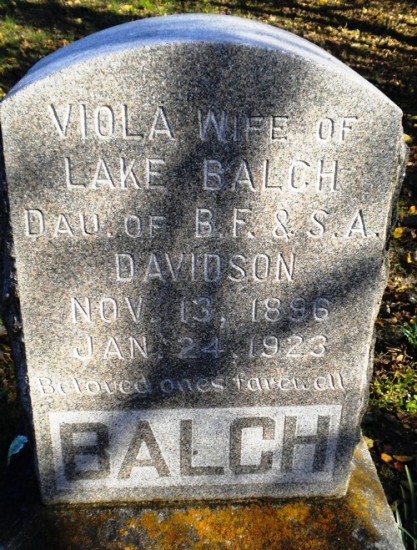 VIOLA WIFE OF
LAKE BALCH
DAU. OF B.F. & S.A.
DAVIDSON
NOV. 13, 1896
JAN. 24, 1923
Beloved ones farewell
BALCH